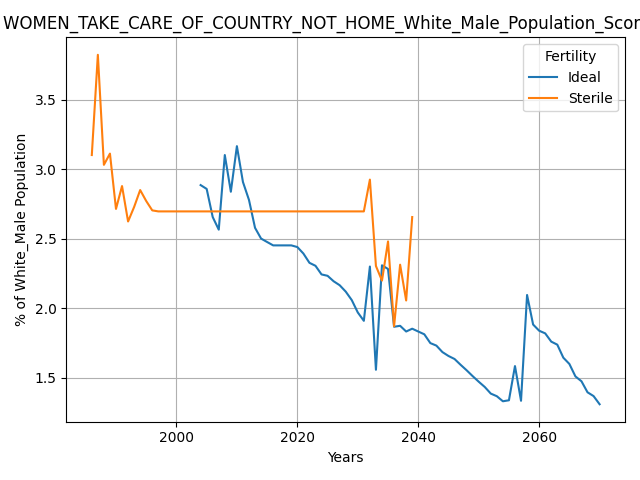 WOMEN_TAKE_CARE_OF_COUNTRY_NOT_HOME_White_Male_Population_Scor
Fertility
Ideal
Sterile
% of White_Male Population
3.5
3.0
2.5
2.0
1.5
2000 2020 2040 2060
Years